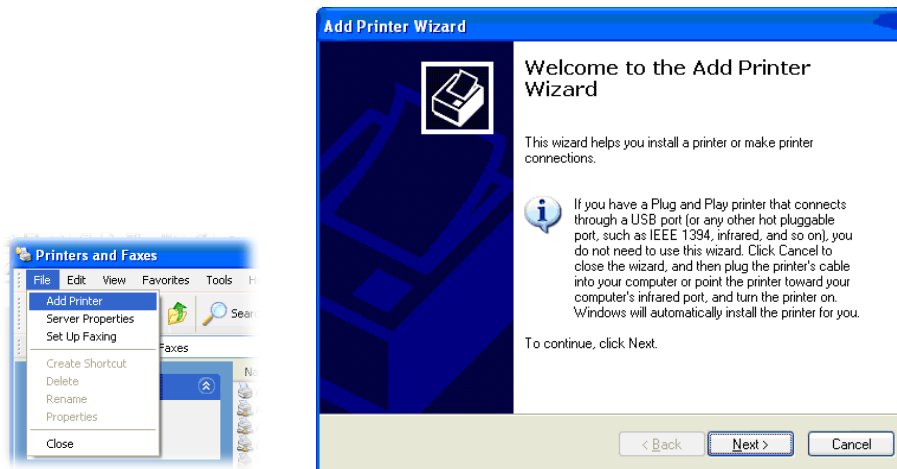 Printers and Faxes
File Edit View Favorites Tools
Add Printer
Server Properties
Set Up Faxing
Create Shortcut
Delete
Rename
Properties
Close
Faxes
Add Printer Wizard
Welcome to the Add Printer
Wizard
This wizard helps you install a printer or make printer
connections.
If you have a Plug and Play printer that connects
through a USB port (or any other hot pluggable
port, such as IEEE 1394, infrared, and so on), you
do not need to use this wizard. Click Cancel to
close the wizard, and then plug the printer's cable
into your computer or point the printer toward your
computer's infrared port, and turn the printer on.
Windows will automatically install the printer for you.
To continue, click Next.
< Back Next > Cancel